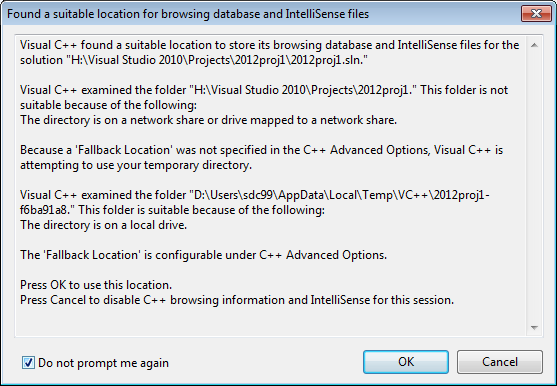 Found a suitable location for browsing database and IntelliSense files
Visual C++ found a suitable location to store its browsing database and IntelliSense files for the
solution "H:\Visual Studio 2010\Projects\2012proj1\2012proj1.sln."
Visual C++ examined the folder "H:\Visual Studio 2010\Projects\2012proj1." This folder is not
suitable because of the following:
The directory is on a network share or drive mapped to a network share.
Because a 'Fallback Location' was not specified in the C++ Advanced Options, Visual C++ is
attempting to use your temporary directory.
Visual C++ examined the folder "D:\Users\sdc99\AppData\Local\Temp\VC++\2012proj1-
f6ba91a8." This folder is suitable because of the following:
The directory is on a local drive.
The 'Fallback Location' is configurable under C++ Advanced Options.
Press OK to use this location.
Press Cancel to disable C++ browsing information and IntelliSense for this session.
Do not prompt me again
OK
Cancel